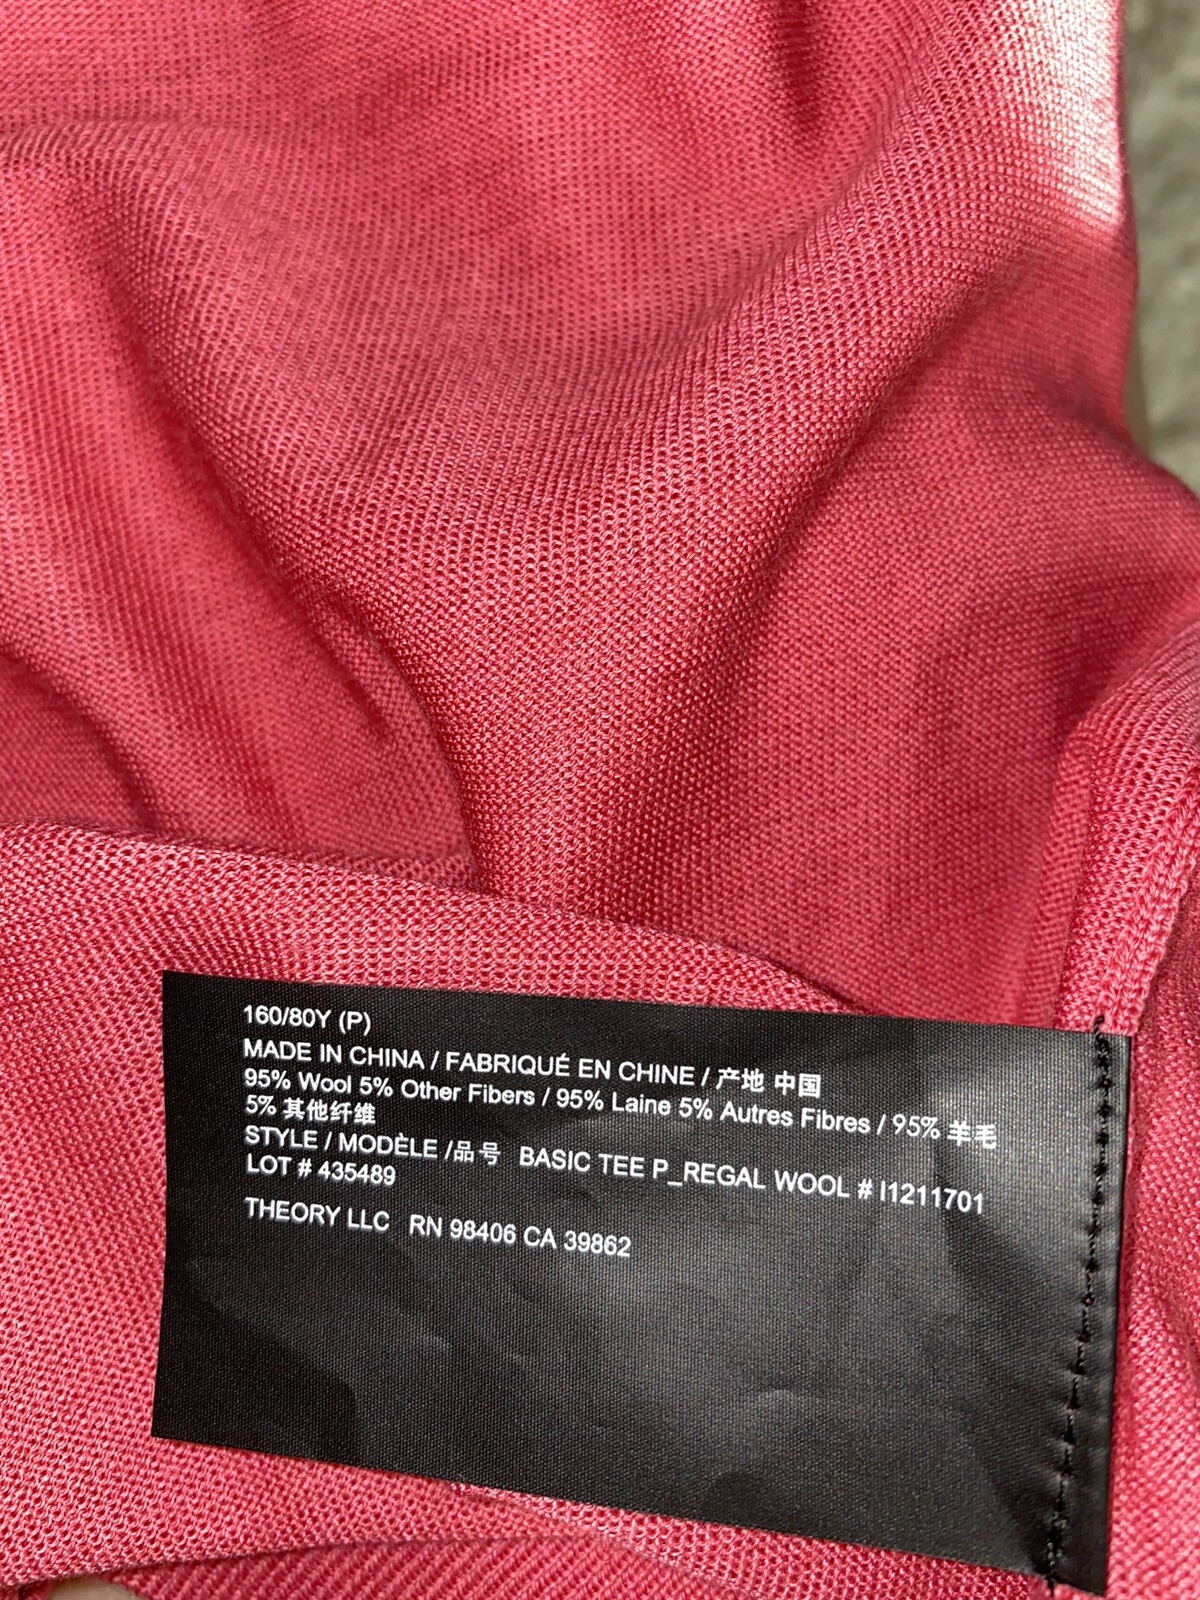 160/80Y (P)
MADE IN CHINA / FABRIQUÉ EN CHINE / 产地 中国
95% Wool 5% Other Fibers / 95% Laine 5% Autres Fibres / 95% 羊毛
5% 其他纤维
STYLE / MODÈLE /品号 BASIC TEE P_REGAL WOOL # I1211701
LOT # 435489
THEORY LLC RN 98406 CA 39862